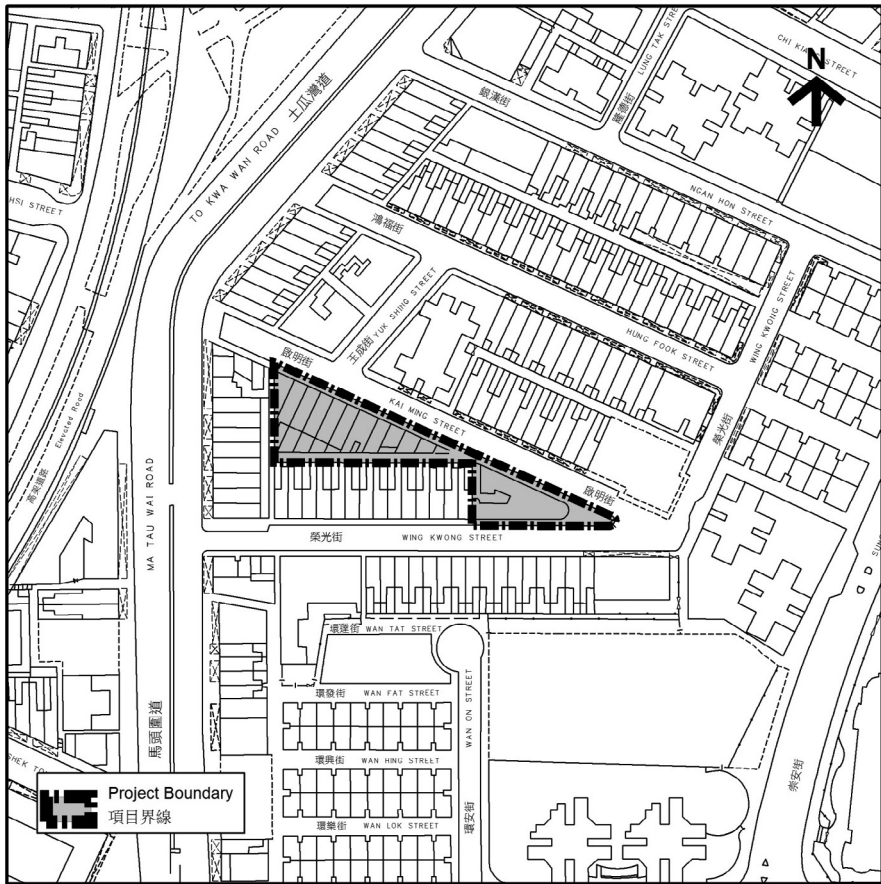 CHI KIA
STREET
LUNG TAK STREET
隆德街
N
銀漢街
土瓜灣道
TO KWA WAN ROAD
HSI STREET
NGAN HON STREET
鴻福街
WING KWONG STREET
YUK SHING STREET
HUNG FOOK STREET
啟明街
KAI MING STREET
榮光街
Elevated Road
MA TAU WAI ROAD
啟明街
榮光街
WING KWONG STREET
環達街 WAN TAT STREET
環發街 WAN FAT STREET
WAN ON STREET
馬頭圍道
環興街 WAN HING STREET
崇安街
環樂街 WAN LOK STREET
環安街
Project Boundary
項目界線